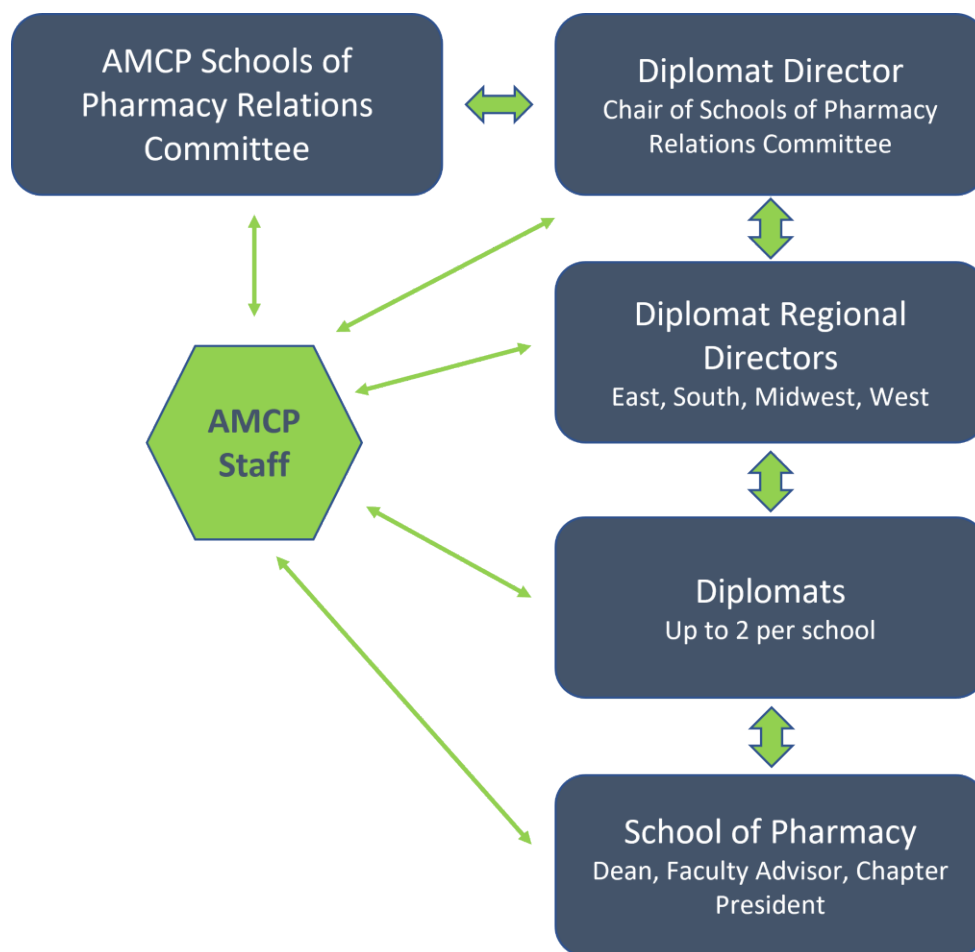 AMCP Schools of
Pharmacy Relations
Committee
Diplomat Director
Chair of Schools of Pharmacy
Relations Committee
Diplomat Regional
Directors
East, South, Midwest, West
AMCP
Staff
Diplomats
Up to 2 per school
School of Pharmacy
Dean, Faculty Advisor, Chapter
President